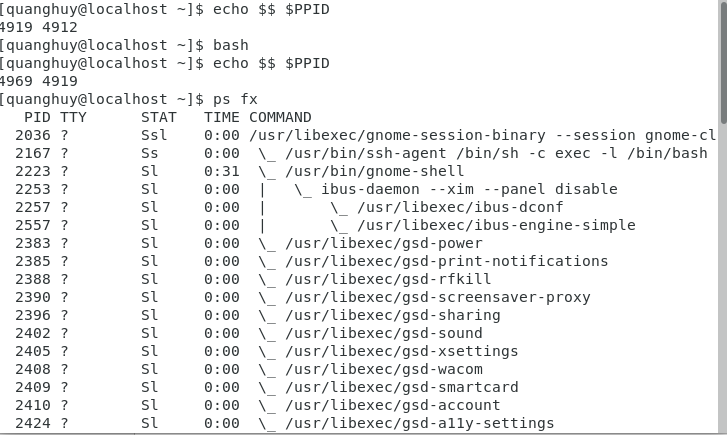 [quanghuy@localhost ~]$ echo $$ $PPID
4919 4912
[quanghuy@localhost ~]$ bash
[quanghuy@localhost ~]$ echo $$ $PPID
4969 4919
[quanghuy@localhost ~]$ ps fx
  PID TTY      STAT   TIME COMMAND
 2036 ?        Ssl    0:00 /usr/libexec/gnome-session-binary --session gnome-cl
 2167 ?        Ss     0:00  \_ /usr/bin/ssh-agent /bin/sh -c exec -l /bin/bash
 2223 ?        Sl     0:31  \_ /usr/bin/gnome-shell
 2253 ?        Sl     0:00  |   \_ ibus-daemon --xim --panel disable
 2257 ?        Sl     0:00  |       \_ /usr/libexec/ibus-dconf
 2557 ?        Sl     0:00  |       \_ /usr/libexec/ibus-engine-simple
 2383 ?        Sl     0:00  \_ /usr/libexec/gsd-power
 2385 ?        Sl     0:00  \_ /usr/libexec/gsd-print-notifications
 2388 ?        Sl     0:00  \_ /usr/libexec/gsd-rfkill
 2390 ?        Sl     0:00  \_ /usr/libexec/gsd-screensaver-proxy
 2396 ?        Sl     0:00  \_ /usr/libexec/gsd-sharing
 2402 ?        Sl     0:00  \_ /usr/libexec/gsd-sound
 2405 ?        Sl     0:00  \_ /usr/libexec/gsd-xsettings
 2408 ?        Sl     0:00  \_ /usr/libexec/gsd-wacom
 2409 ?        Sl     0:00  \_ /usr/libexec/gsd-smartcard
 2410 ?        Sl     0:00  \_ /usr/libexec/gsd-account
 2424 ?        Sl     0:00  \_ /usr/libexec/gsd-a11y-settings